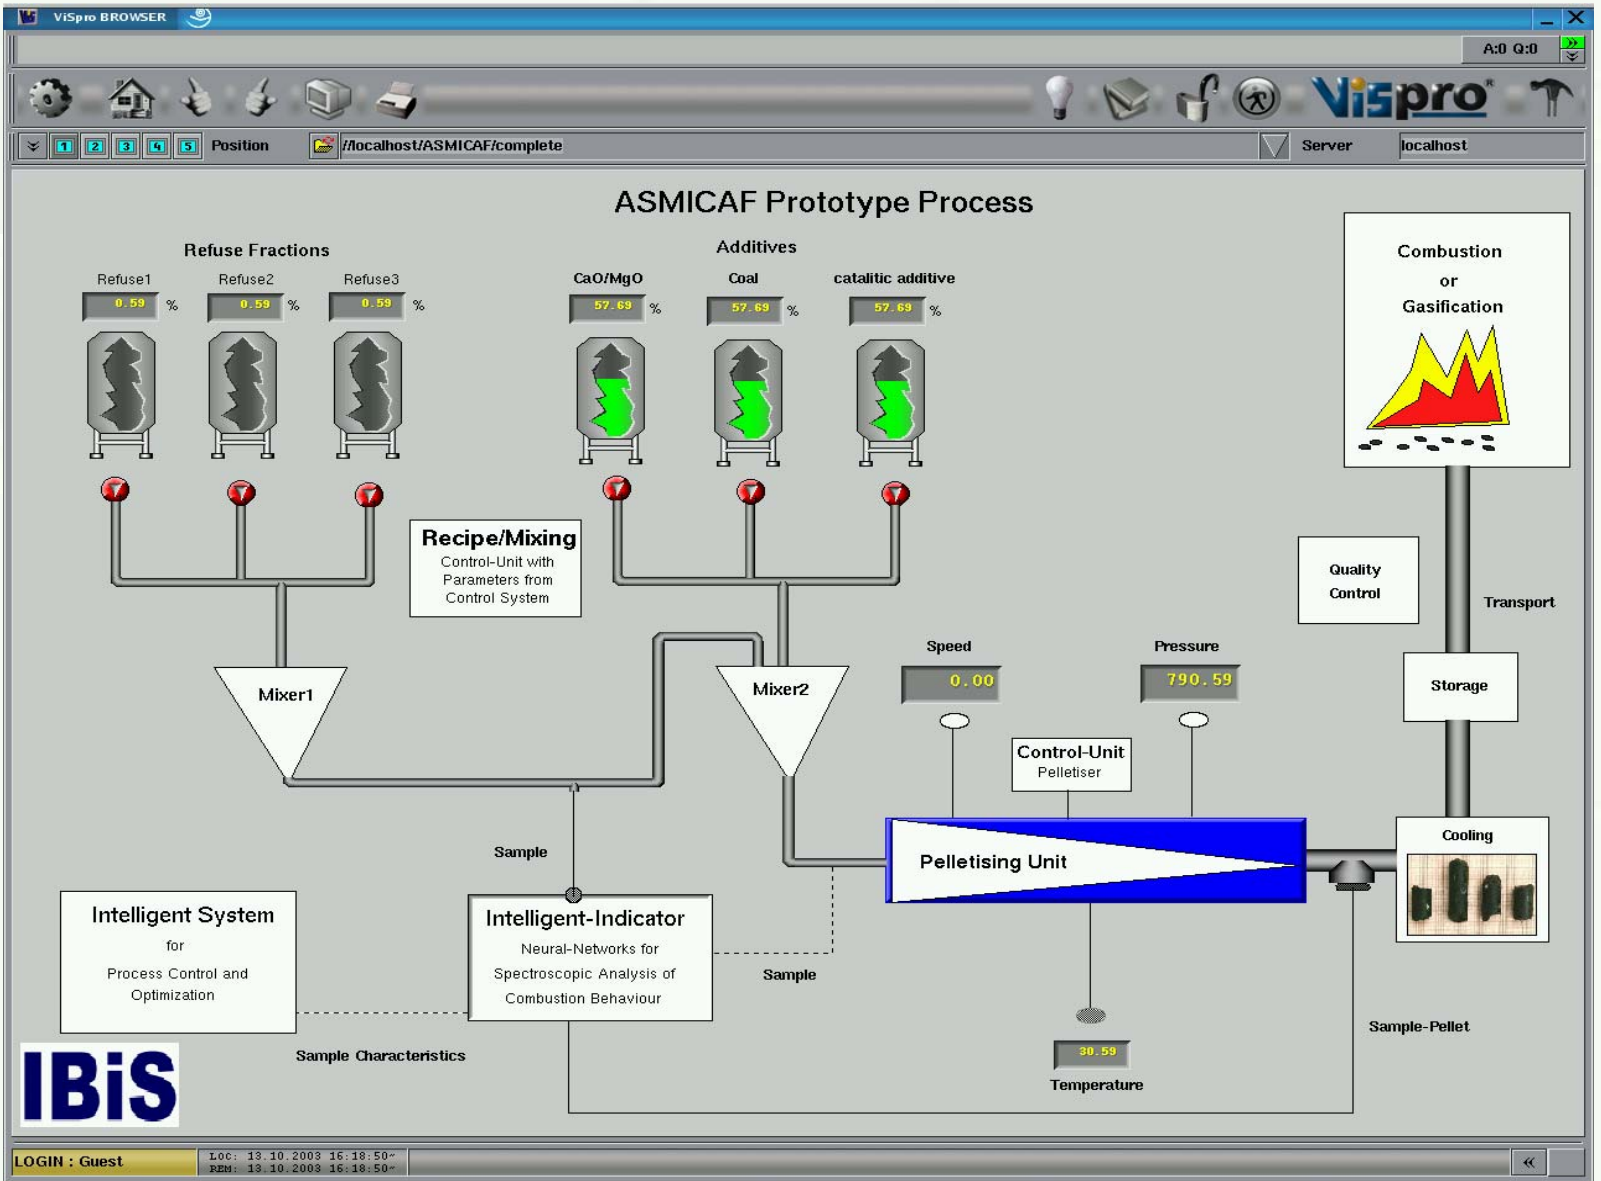 ViSpro BROWSER
A:0 Q:0
Vispro®
1 2 3 4 5 Position //localhost/ASMICAF/complete Server localhost
ASMICAF Prototype Process
Refuse Fractions
Refuse1 Refuse2 Refuse3
0.59 % 0.59 % 0.59 %
Additives
CaO/MgO Coal catalitic additive
57.69 % 57.69 % 57.69 %
Combustion
or
Gasification
Recipe/Mixing
Control-Unit with
Parameters from
Control System
Quality
Control
Transport
Mixer1
Mixer2
Speed
0.00
Pressure
790.59
Storage
Control-Unit
Pelletiser
Pelletising Unit
Cooling
Sample
Intelligent System
for
Process Control and
Optimization
Intelligent-Indicator
Neural-Networks for
Spectroscopic Analysis of
Combustion Behaviour
Sample
Sample Characteristics
Sample-Pellet
30.59
Temperature
IBiS
LOGIN : Guest
LOC: 13.10.2003 16:18:50~
REM: 13.10.2003 16:18:50~